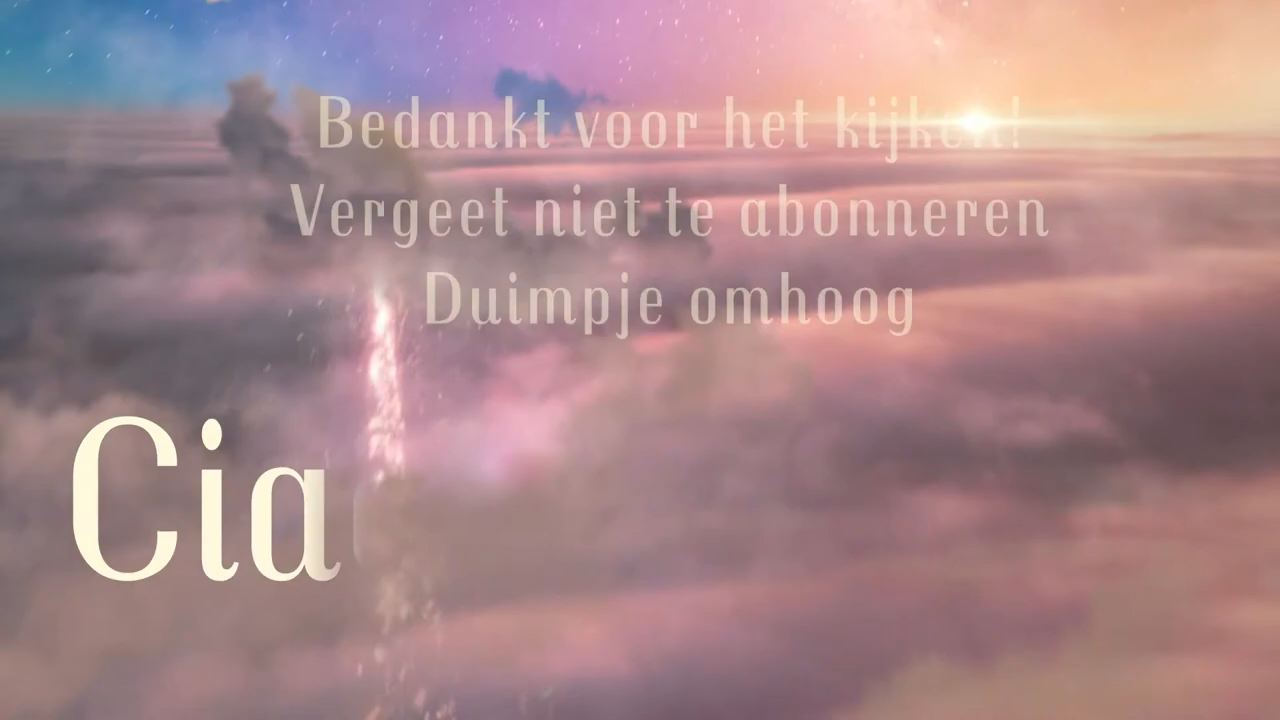 Bedankt voor het kijken!
Vergeet niet te abonneren
Duimpje omhoog
Cia